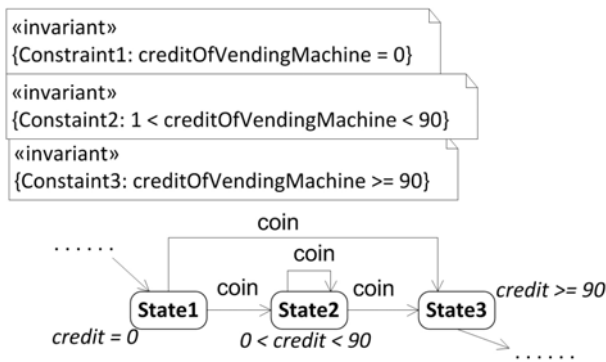 «invariant»
{Constraint1: creditOfVendingMachine = 0}
«invariant»
{Constaint2: 1 < creditOfVendingMachine < 90}
«invariant»
{Constaint3: creditOfVendingMachine >= 90}
coin
......
coin
coin
coin
credit >= 90
State1
State2
State3
credit = 0
0 < credit < 90
......